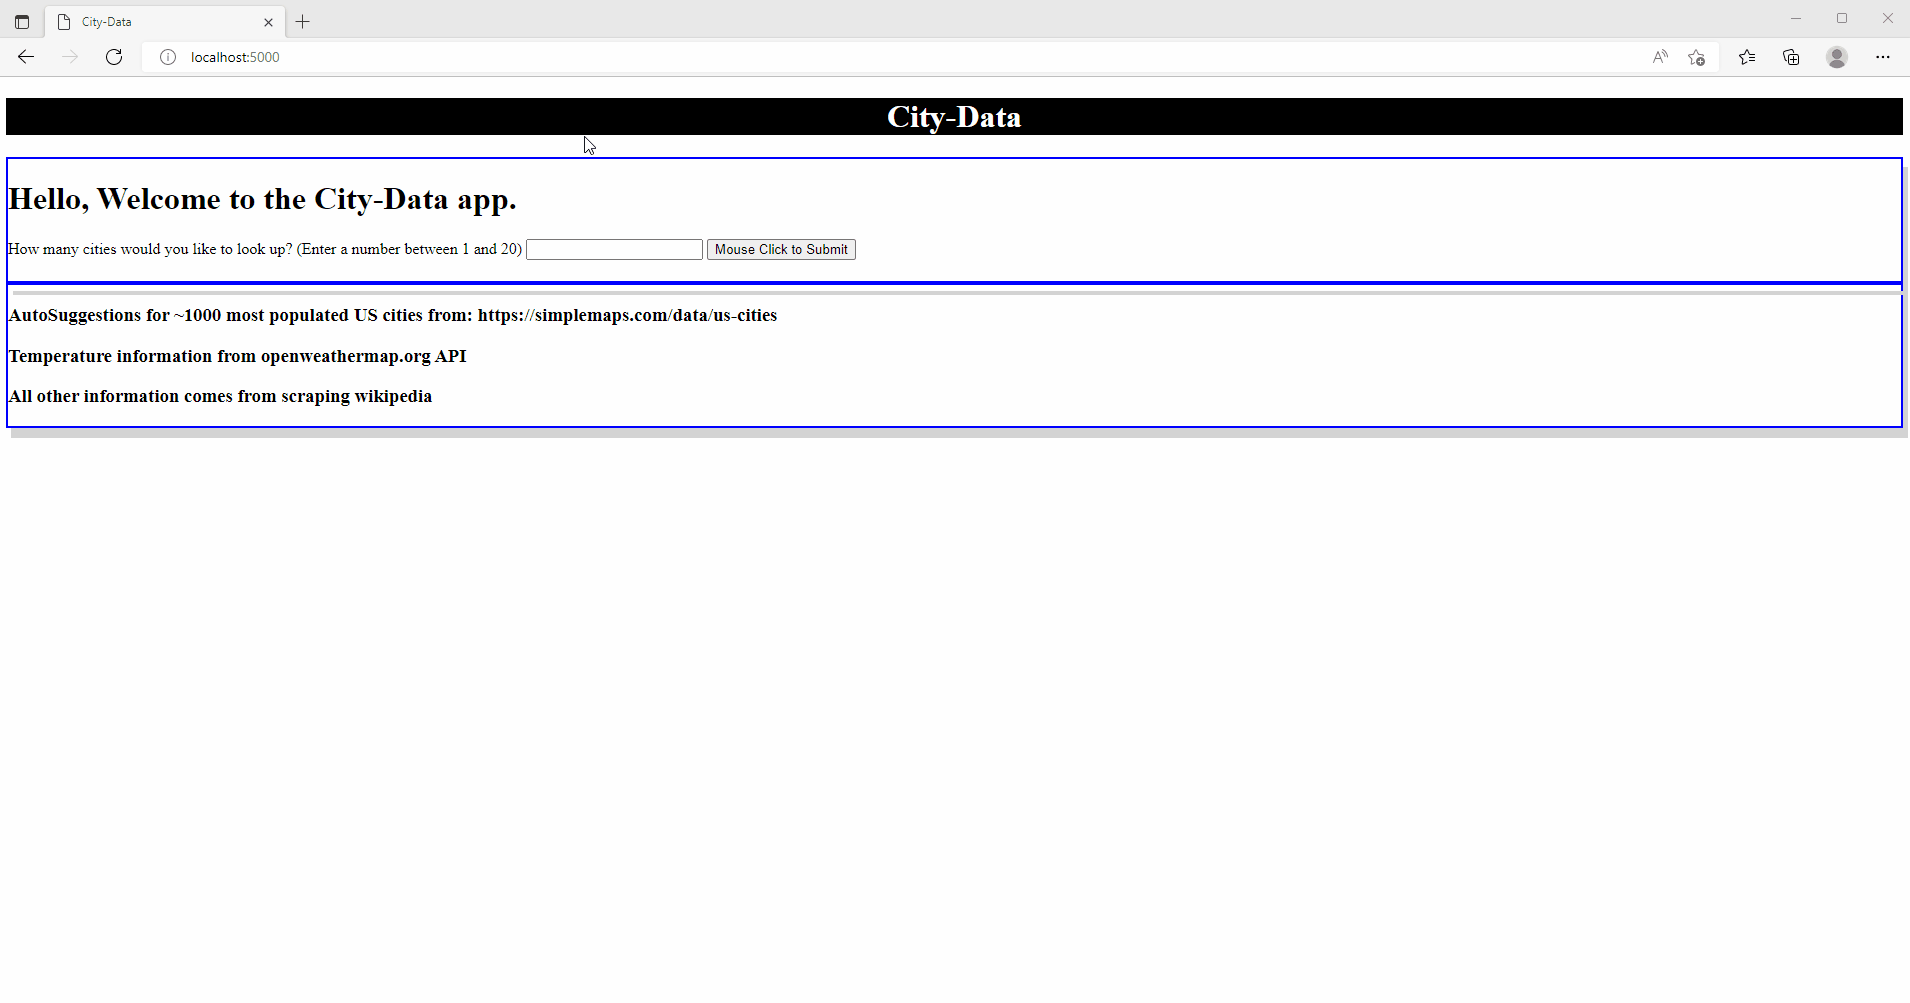 City-Data
localhost:5000
City-Data
Hello, Welcome to the City-Data app.
How many cities would you like to look up? (Enter a number between 1 and 20) Mouse Click to Submit
AutoSuggestions for ~1000 most populated US cities from: https://simplemaps.com/data/us-cities
Temperature information from openweathermap.org API
All other information comes from scraping wikipedia